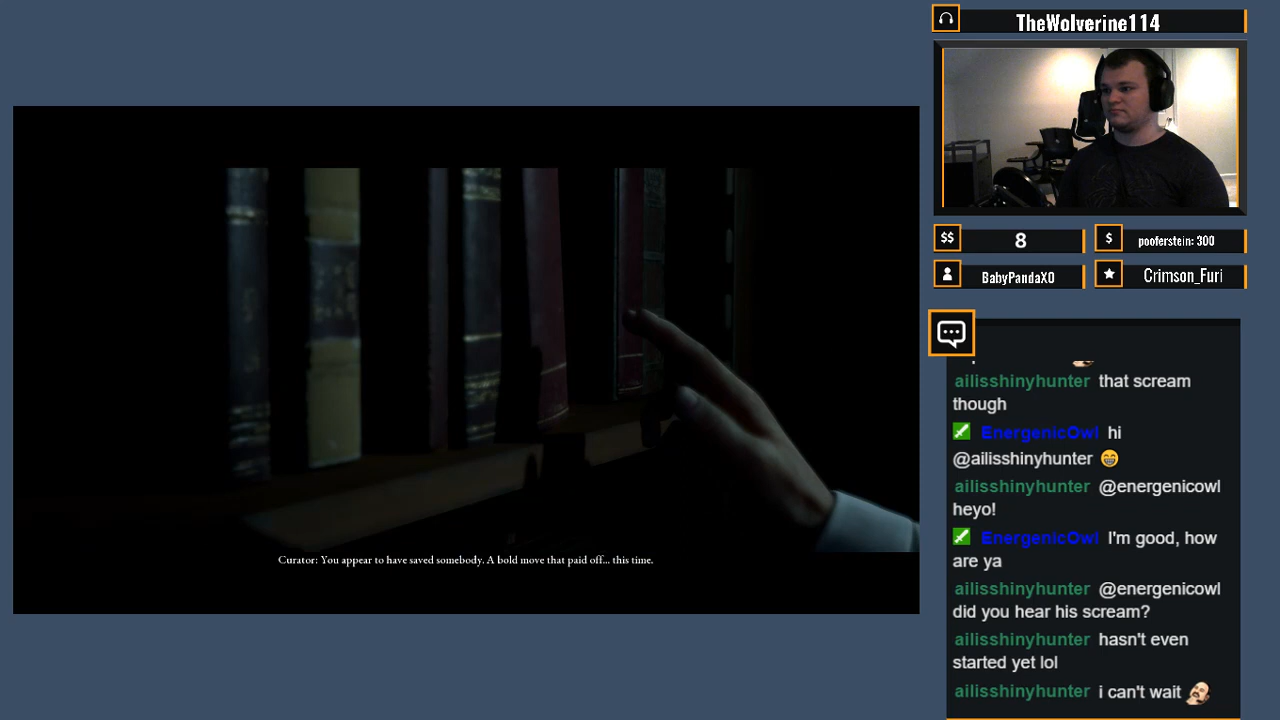 TheWolverine114
$$ 8
$ pooferstein: 300
BabyPandaXO
Crimson_Furi
ailisshinyhunter that scream
though
EnergenicOwl hi
@ailisshinyhunter
ailisshinyhunter @energenicowl
heyo!
EnergenicOwl I'm good, how
are ya
ailisshinyhunter @energenicowl
did you hear his scream?
ailisshinyhunter hasn't even
started yet lol
ailisshinyhunter i can't wait
Curator: You appear to have saved somebody. A bold move that paid off... this time.